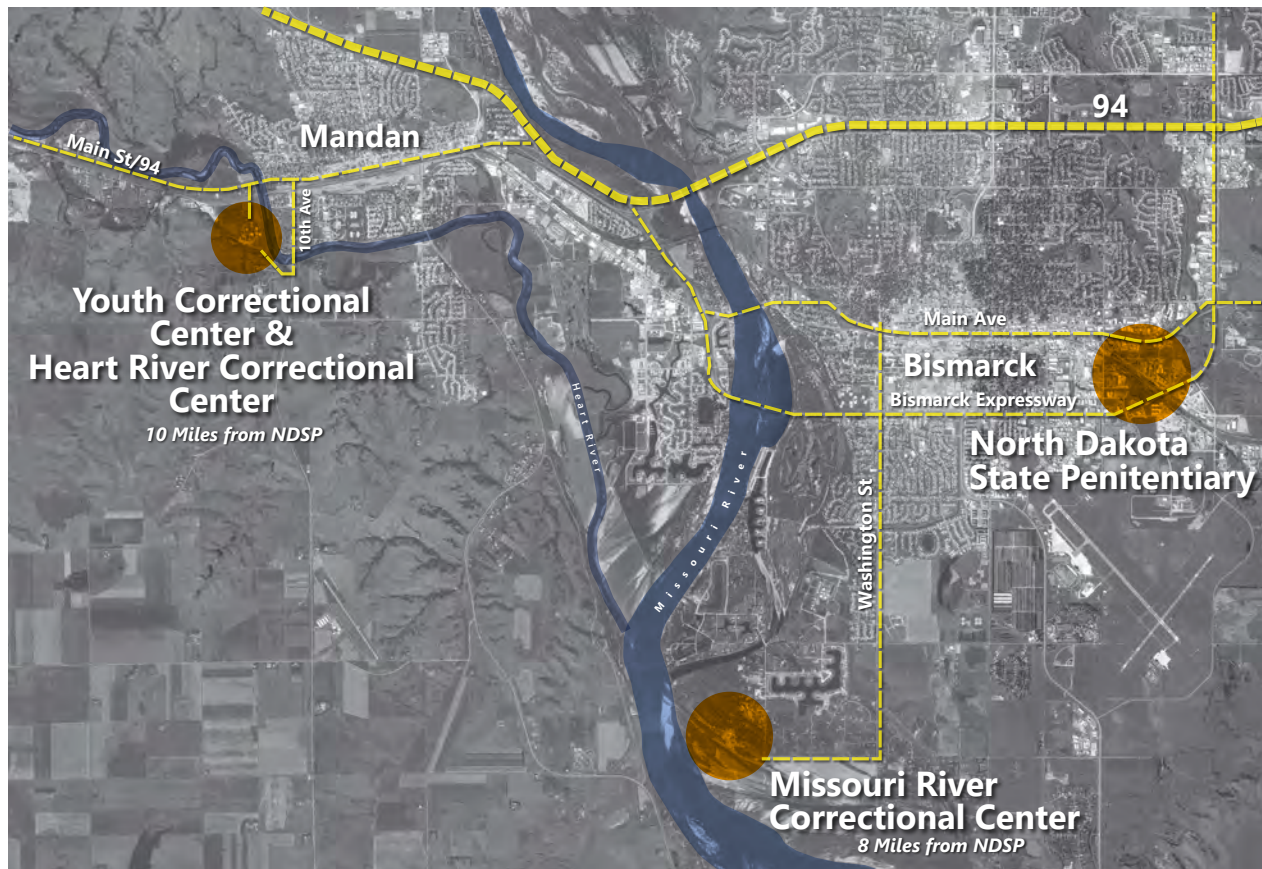 94
Mandan
Main St/94
10th Ave
Youth Correctional
Center &
Heart River Correctional
Center
10 Miles from NDSP
Main Ave
Bismarck
Bismarck Expressway
North Dakota
State Penitentiary
Heart River
Missouri River
Washington St
Missouri River
Correctional Center
8 Miles from NDSP